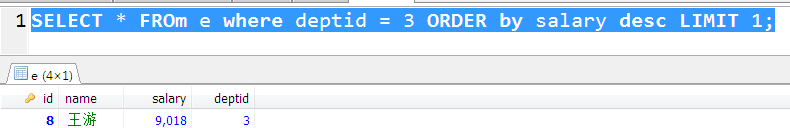 1 SELECT * FROm e where deptid = 3 ORDER by salary desc LIMIT 1;
e (4×1)
id name salary deptid
8 王游 9,018 3